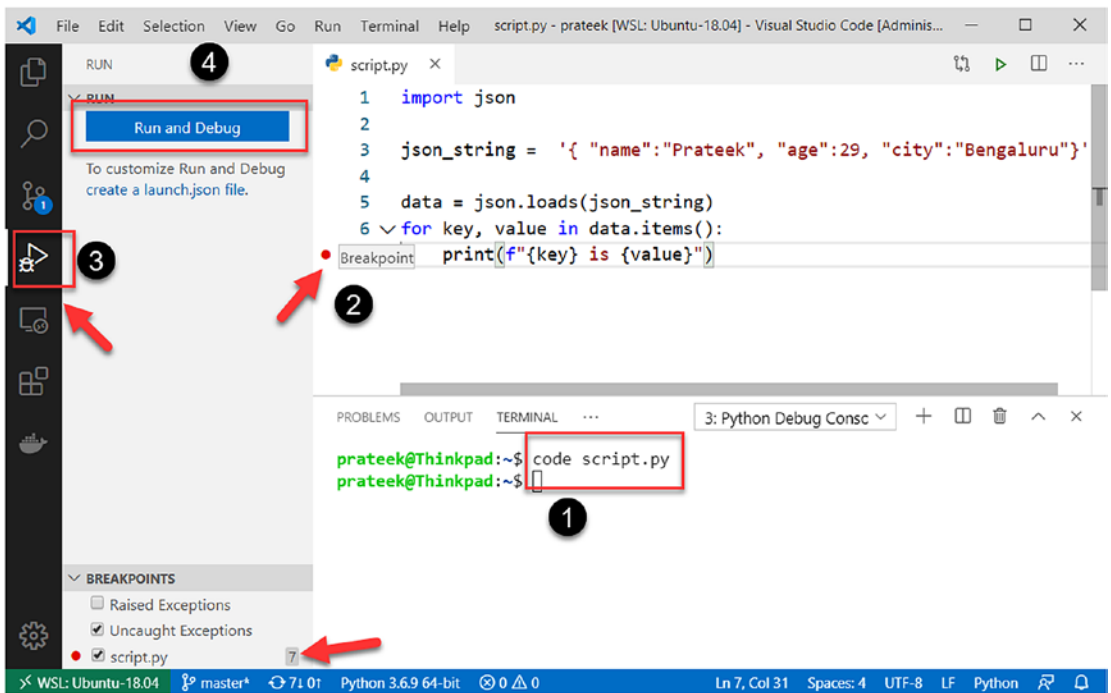 File Edit Selection View Go Run Terminal Help script.py - prateek [WSL: Ubuntu-18.04] - Visual Studio Code [Adminis...
RUN
4
script.py
RUN
Run and Debug
To customize Run and Debug
create a launch.json file.
1
3
1 import json
2
3 json_string = '{ "name":"Prateek", "age":29, "city":"Bengaluru"}'
4
5 data = json.loads(json_string)
6 for key, value in data.items():
Breakpoint print(f"{key} is {value}")
2
PROBLEMS OUTPUT TERMINAL ... 3: Python Debug Consc
prateek@Thinkpad:~$ code script.py
prateek@Thinkpad:~$
1
BREAKPOINTS
Raised Exceptions
Uncaught Exceptions
script.py 7
WSL: Ubuntu-18.04 master* 7↓ 0↑ Python 3.6.9 64-bit 0 0 Ln 7, Col 31 Spaces: 4 UTF-8 LF Python